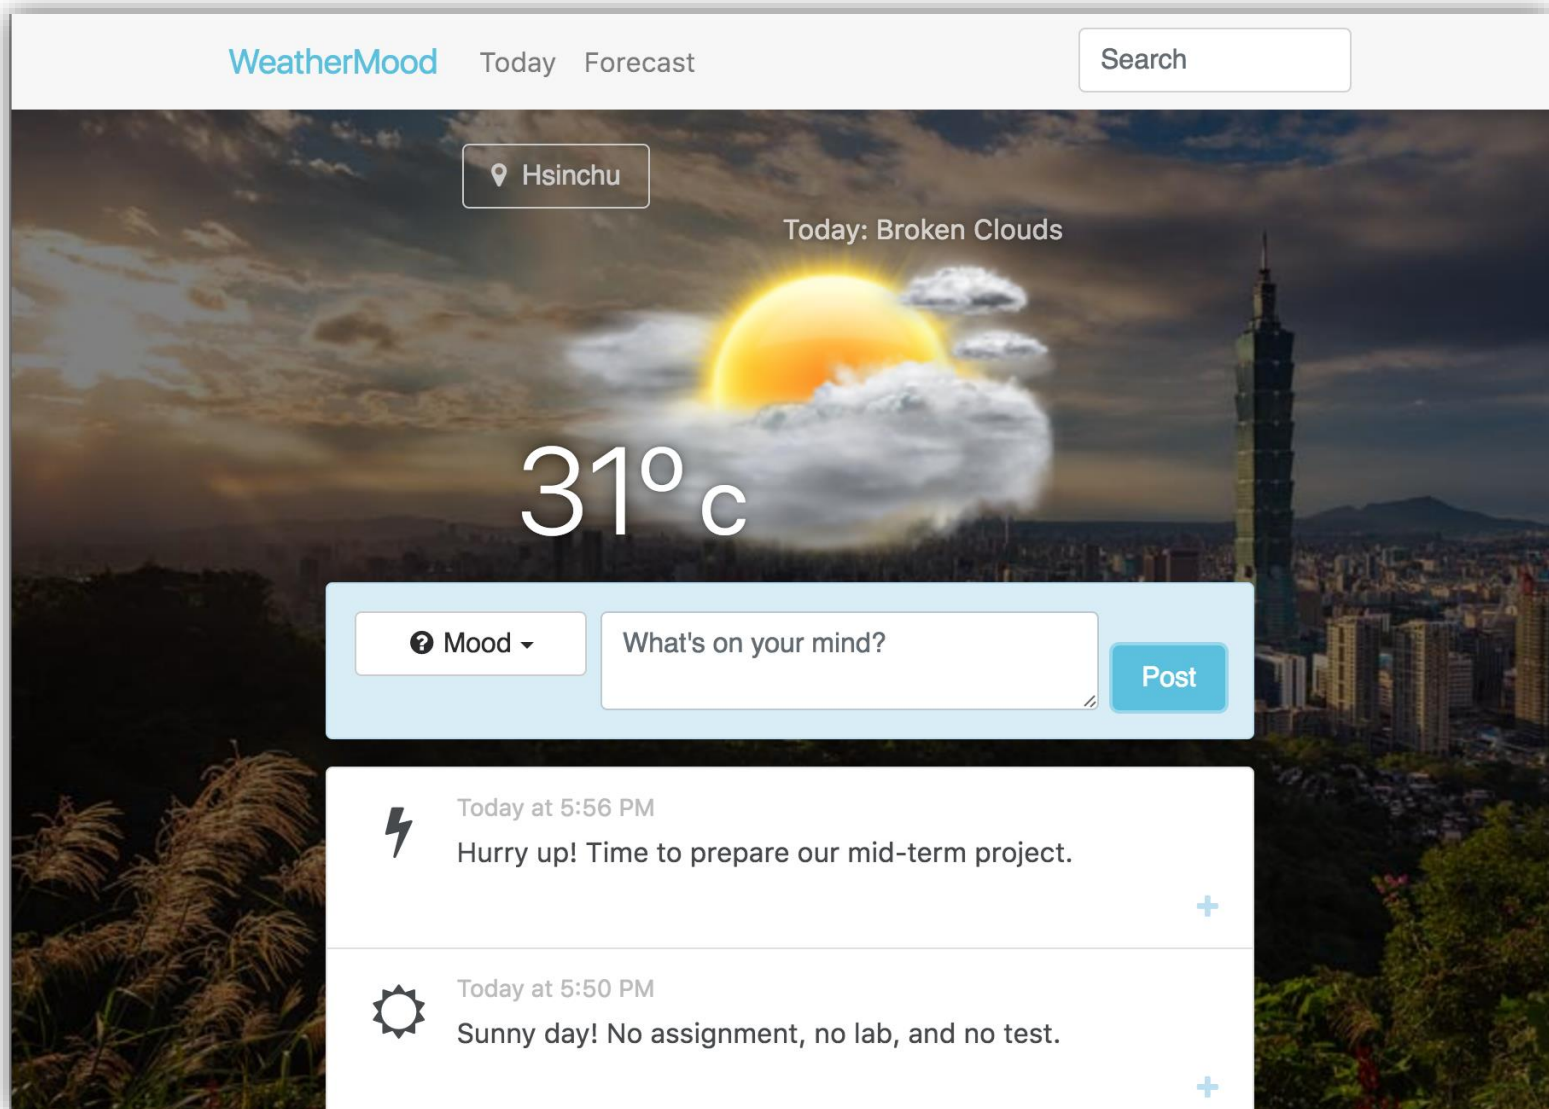 WeatherMood Today Forecast Search
Hsinchu
Today: Broken Clouds
31° c
Mood
What's on your mind?
Post
Today at 5:56 PM
Hurry up! Time to prepare our mid-term project.
Today at 5:50 PM
Sunny day! No assignment, no lab, and no test.